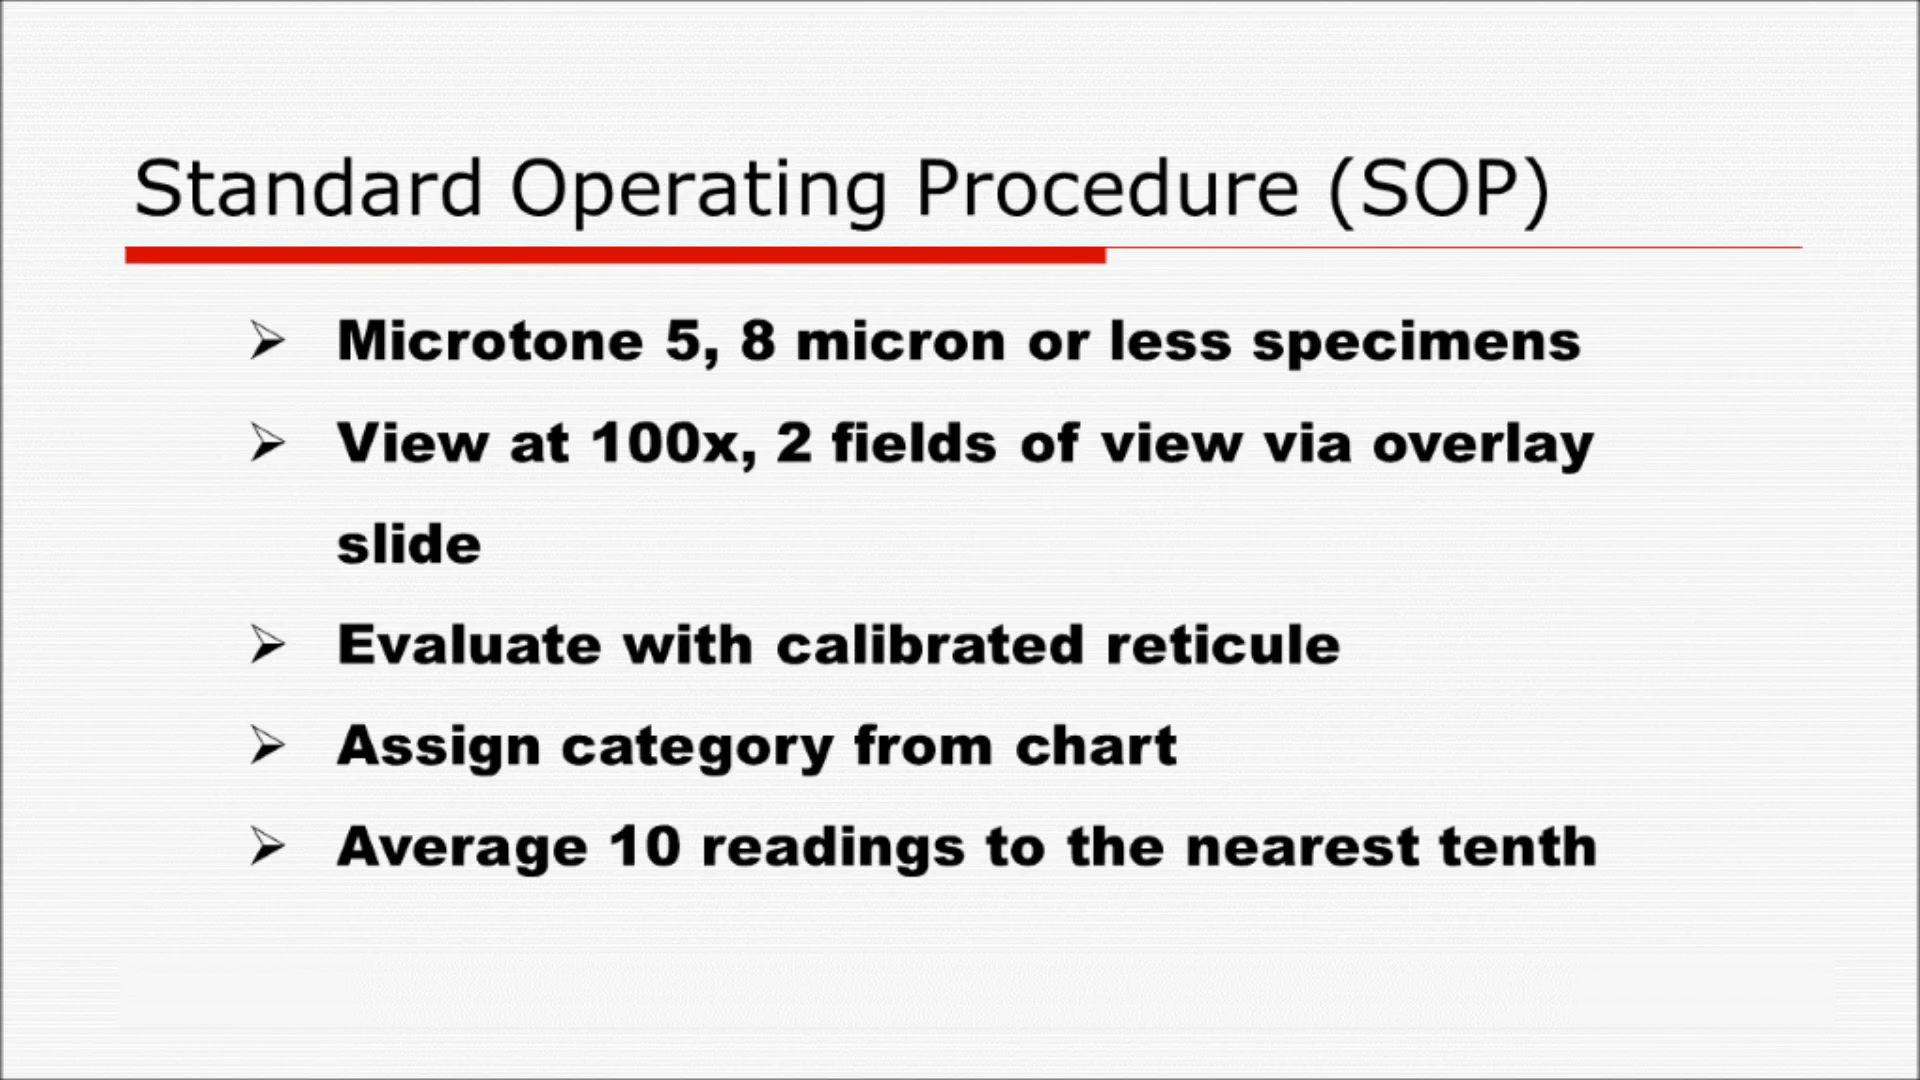 Standard Operating Procedure (SOP)
➢ Microtone 5, 8 micron or less specimens
➢ View at 100x, 2 fields of view via overlay
slide
➢ Evaluate with calibrated reticule
➢ Assign category from chart
➢ Average 10 readings to the nearest tenth